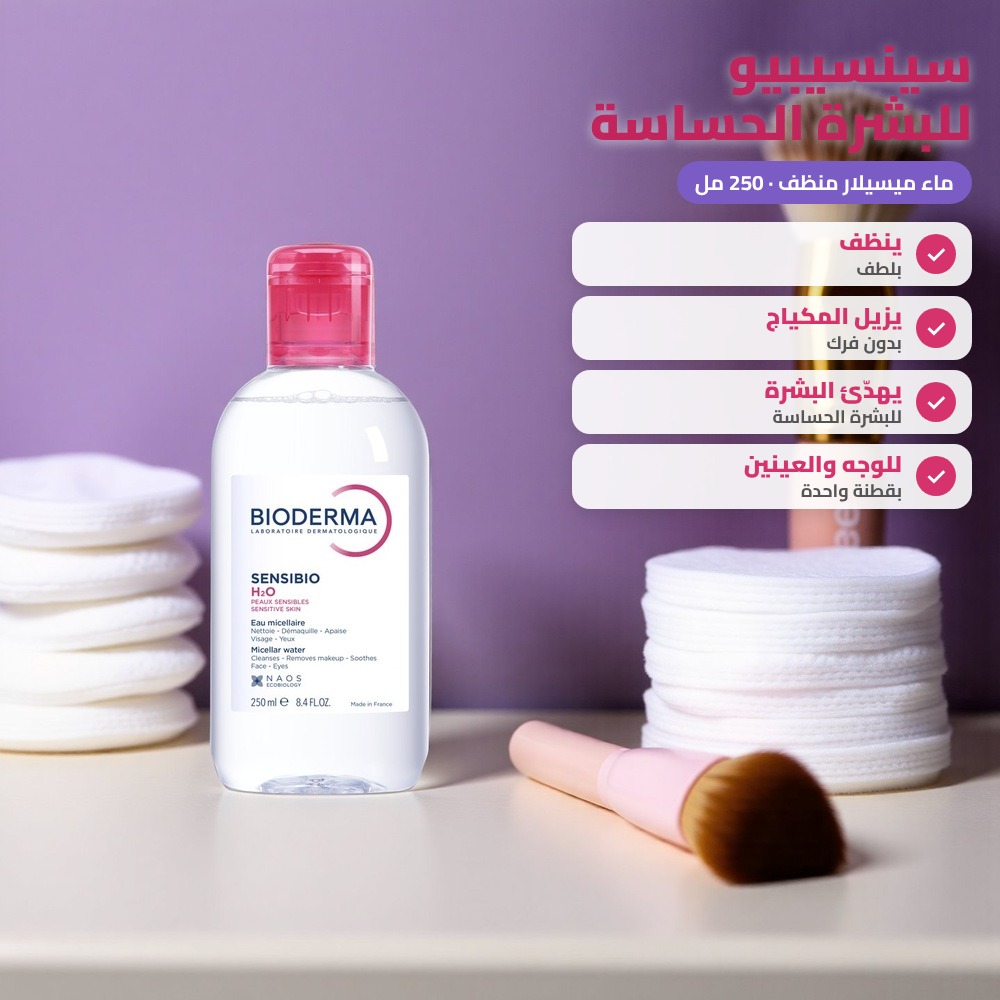 سينسيبيو
للبشرة الحساسة
ماء ميسيلار منظف · 250 مل
ينظف
بلطف
يزيل المكياج
بدون فرك
يهدّئ البشرة
للبشرة الحساسة
للوجه والعينين
بقطنة واحدة
BIODERMA
LABORATOIRE DERMATOLOGIQUE
SENSIBIO
H₂O
PEAUX SENSIBLES
SENSITIVE SKIN
Eau micellaire
Nettoie - Démaquille - Apaise
Visage - Yeux
Micellar water
Cleanses - Removes makeup - Soothes
Face - Eyes
NAOS
ECOBIOLOGY
250 ml ℮ 8.4 FL.OZ. Made in France